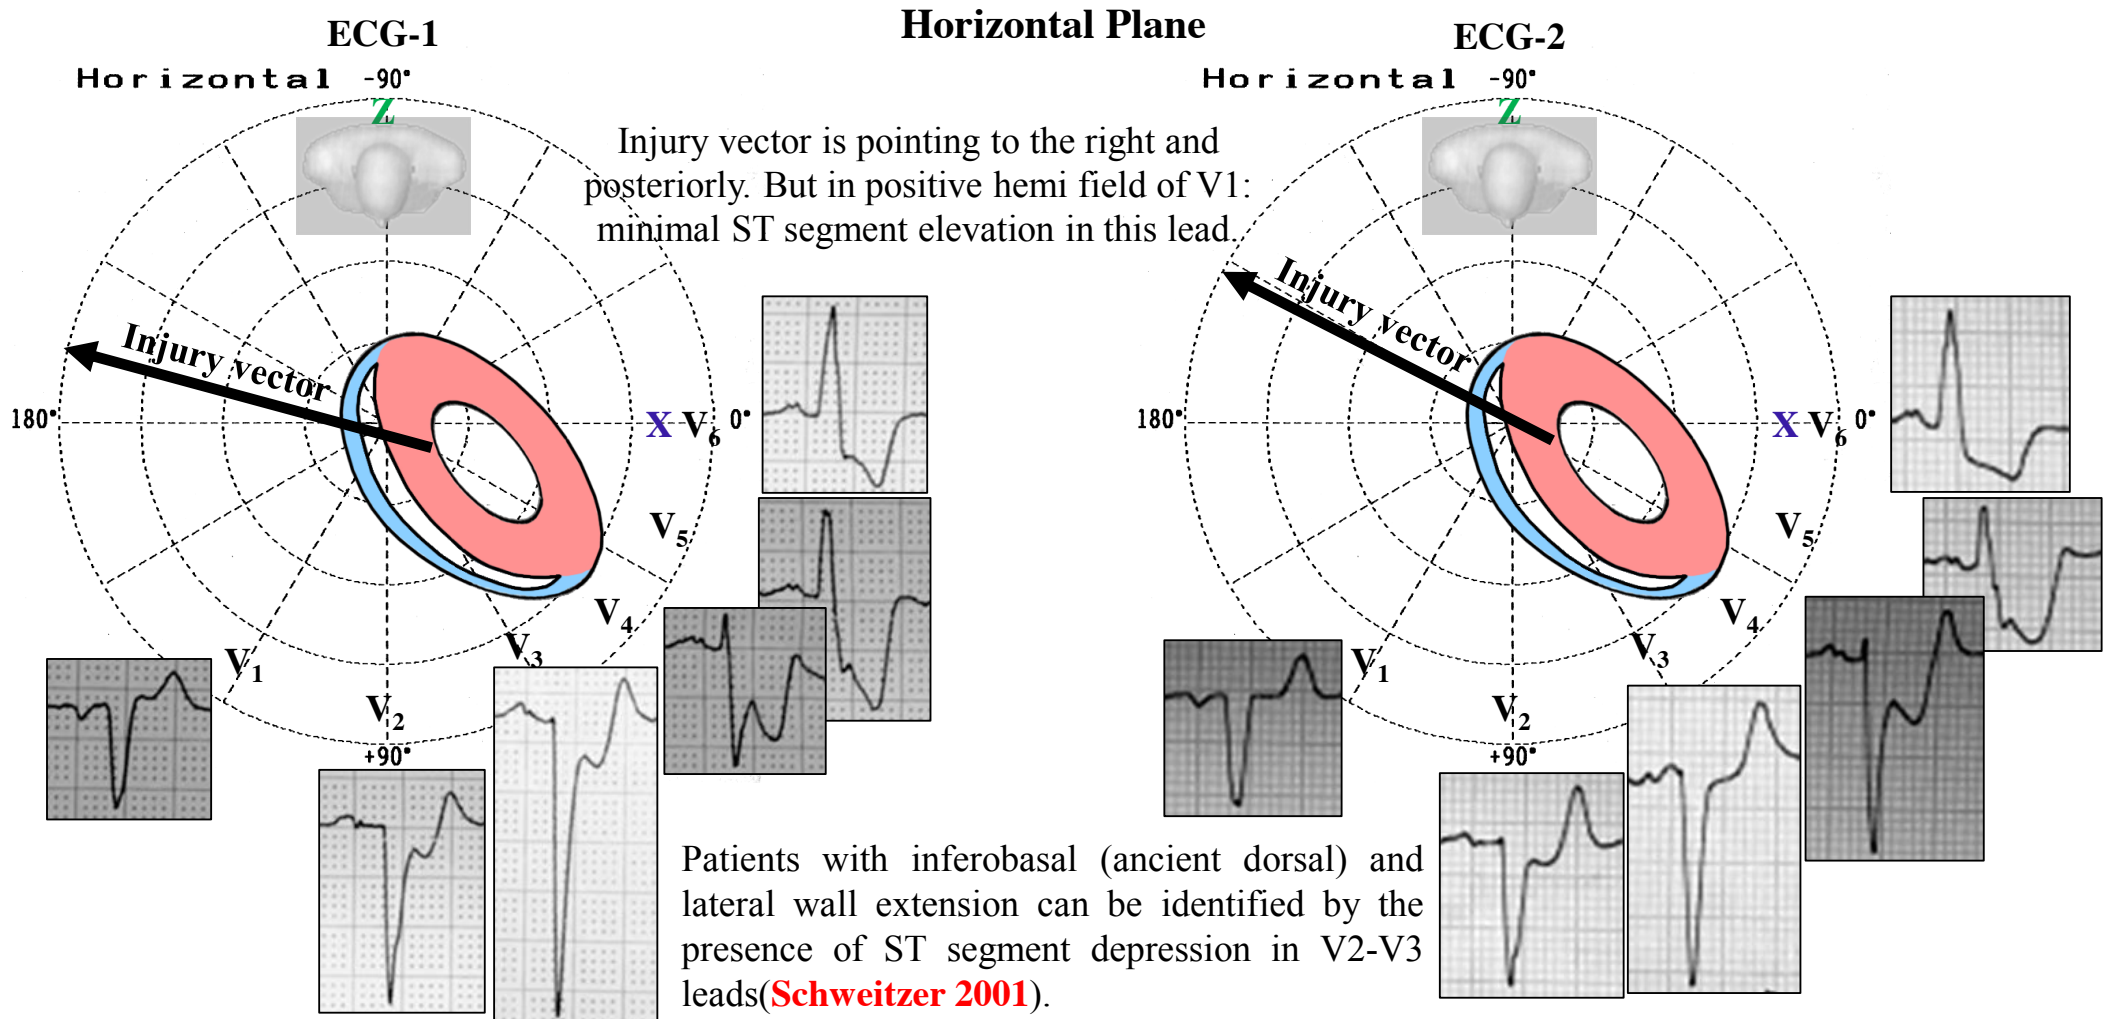 Horizontal Plane
ECG-1
Horizontal -90°
Z
Injury vector
180°
X V6 0°
V5
V4
V3
V1
V2
+90°
Injury vector is pointing to the right and
posteriorly. But in positive hemi field of V1:
minimal ST segment elevation in this lead.
ECG-2
Horizontal -90°
Z
Injury vector
180°
X V6 0°
V5
V4
V3
V1
V2
+90°
Patients with inferobasal (ancient dorsal) and
lateral wall extension can be identified by the
presence of ST segment depression in V2-V3
leads(Schweitzer 2001).